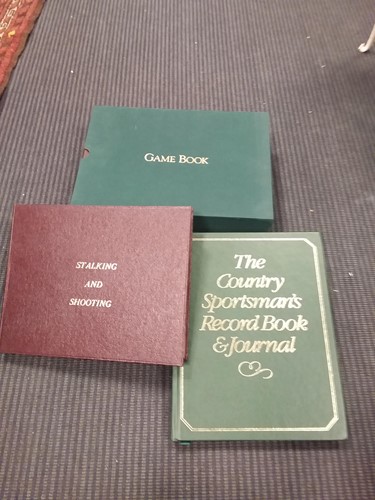 GAME BOOK
STALKING
AND
SHOOTING
The
Country
Sportsman's
Record Book
& Journal